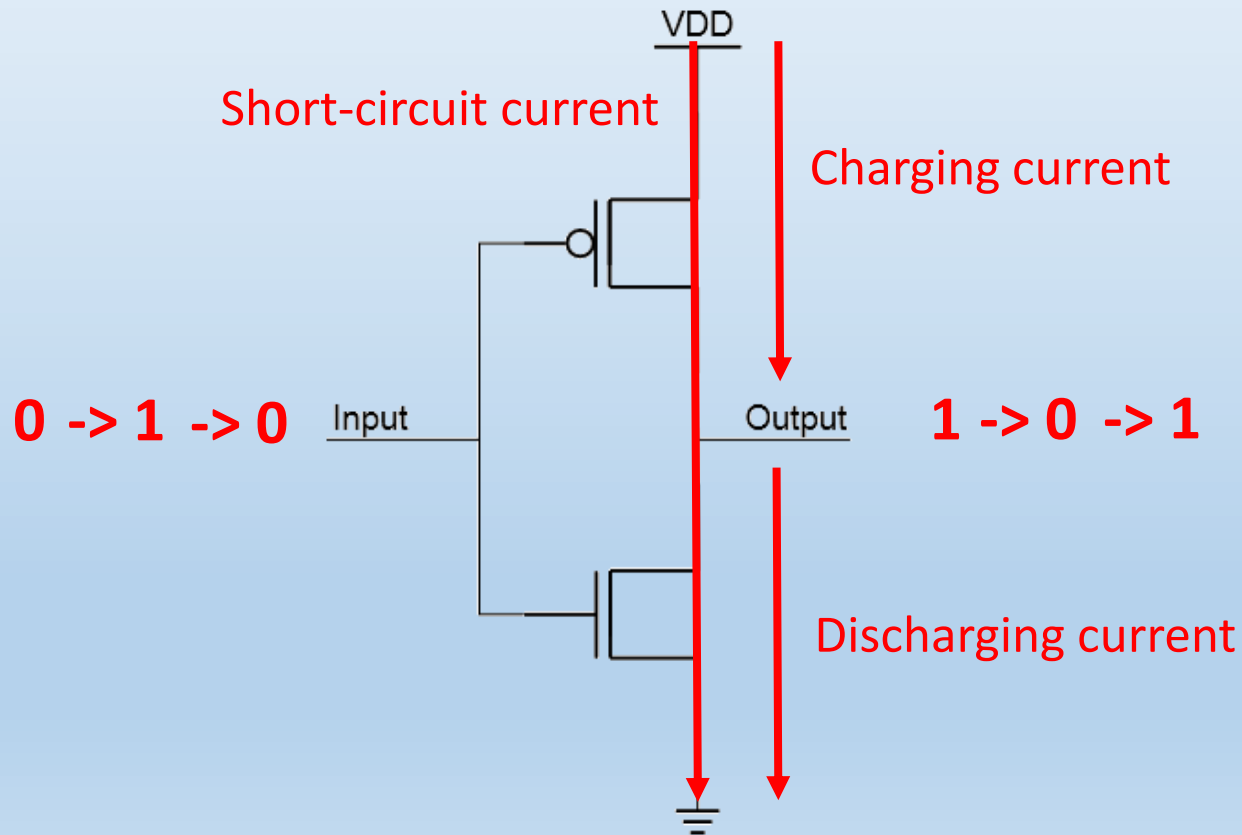 VDD
Short-circuit current
Charging current
0 -> 1 -> 0
Input
Output
1 -> 0 -> 1
Discharging current